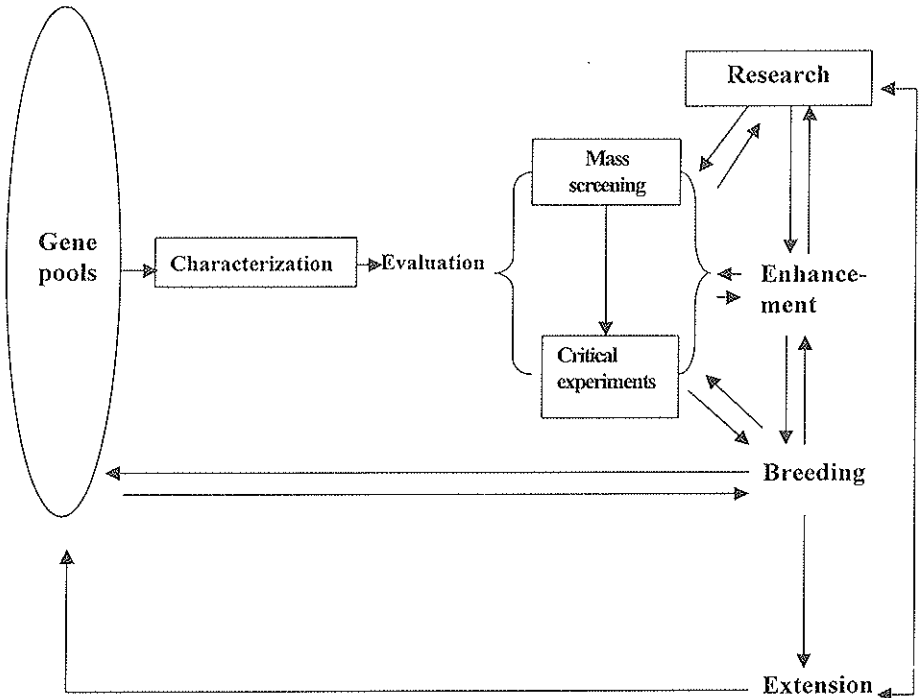 Research
Mass
screening
Gene
pools
Characterization
Evaluation
Enhance-
ment
Critical
experiments
Breeding
Extension